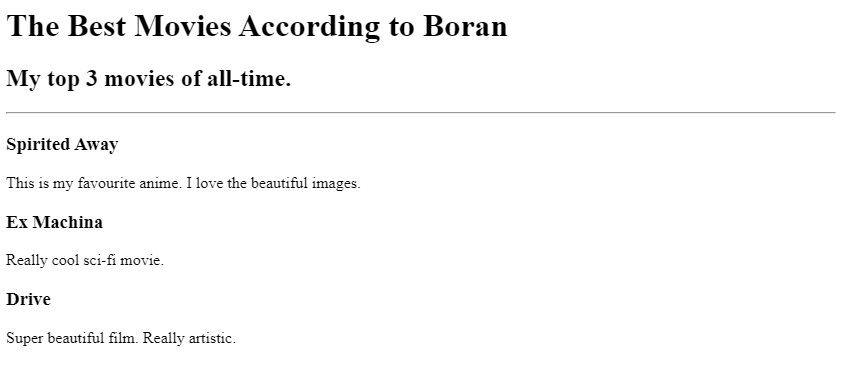 The Best Movies According to Boran
My top 3 movies of all-time.
Spirited Away
This is my favourite anime. I love the beautiful images.
Ex Machina
Really cool sci-fi movie.
Drive
Super beautiful film. Really artistic.